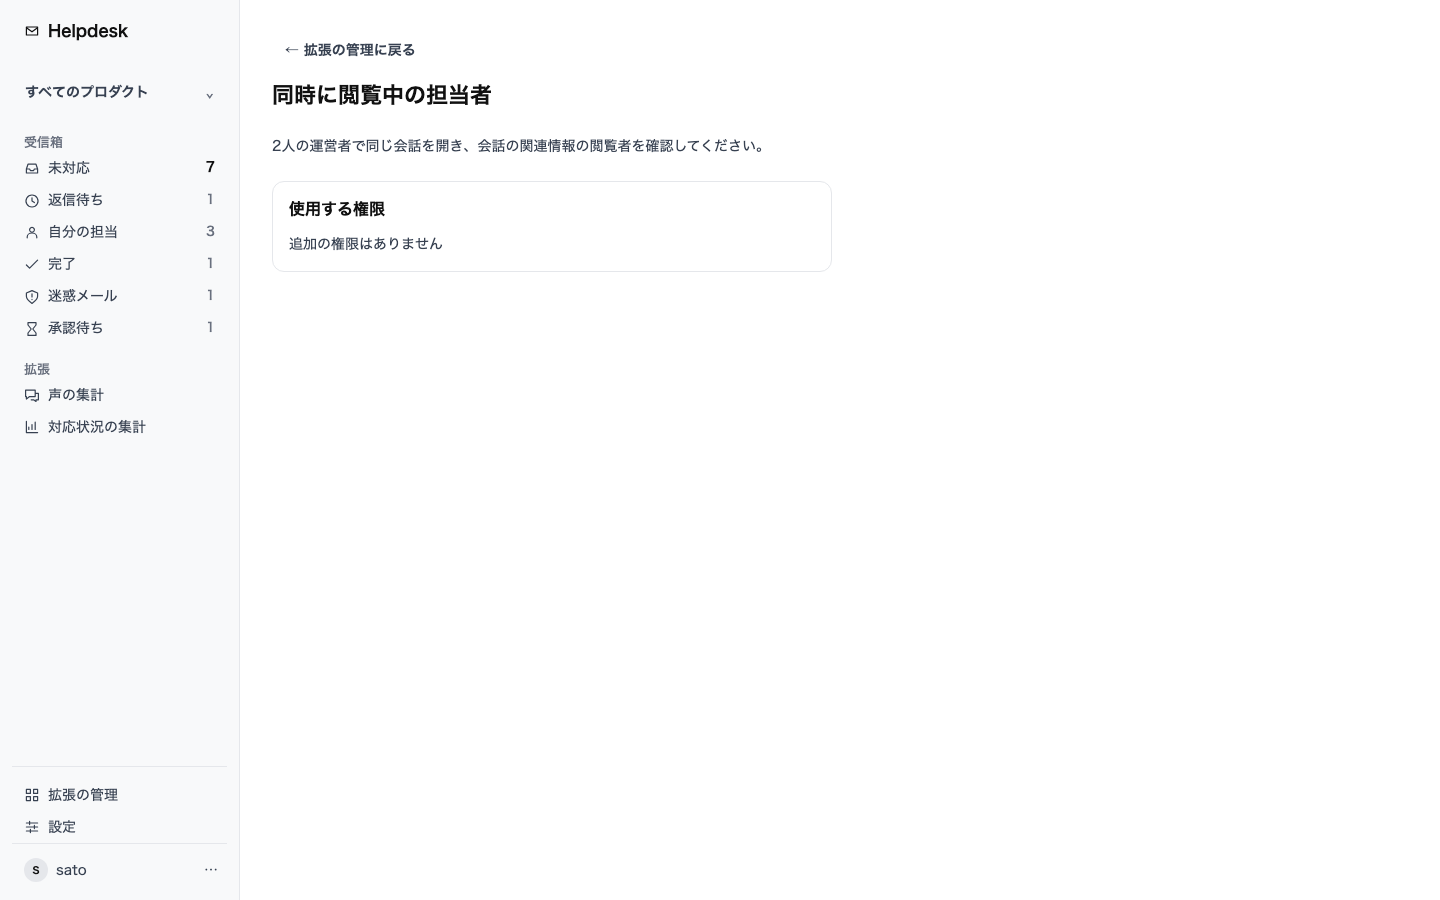 Helpdesk
すべてのプロダクト
受信箱
未対応 7
返信待ち 1
自分の担当 3
完了 1
迷惑メール 1
承認待ち 1
拡張
声の集計
対応状況の集計
拡張の管理
設定
S sato ...
← 拡張の管理に戻る
同時に閲覧中の担当者
2人の運営者で同じ会話を開き、会話の関連情報の閲覧者を確認してください。
使用する権限
追加の権限はありません